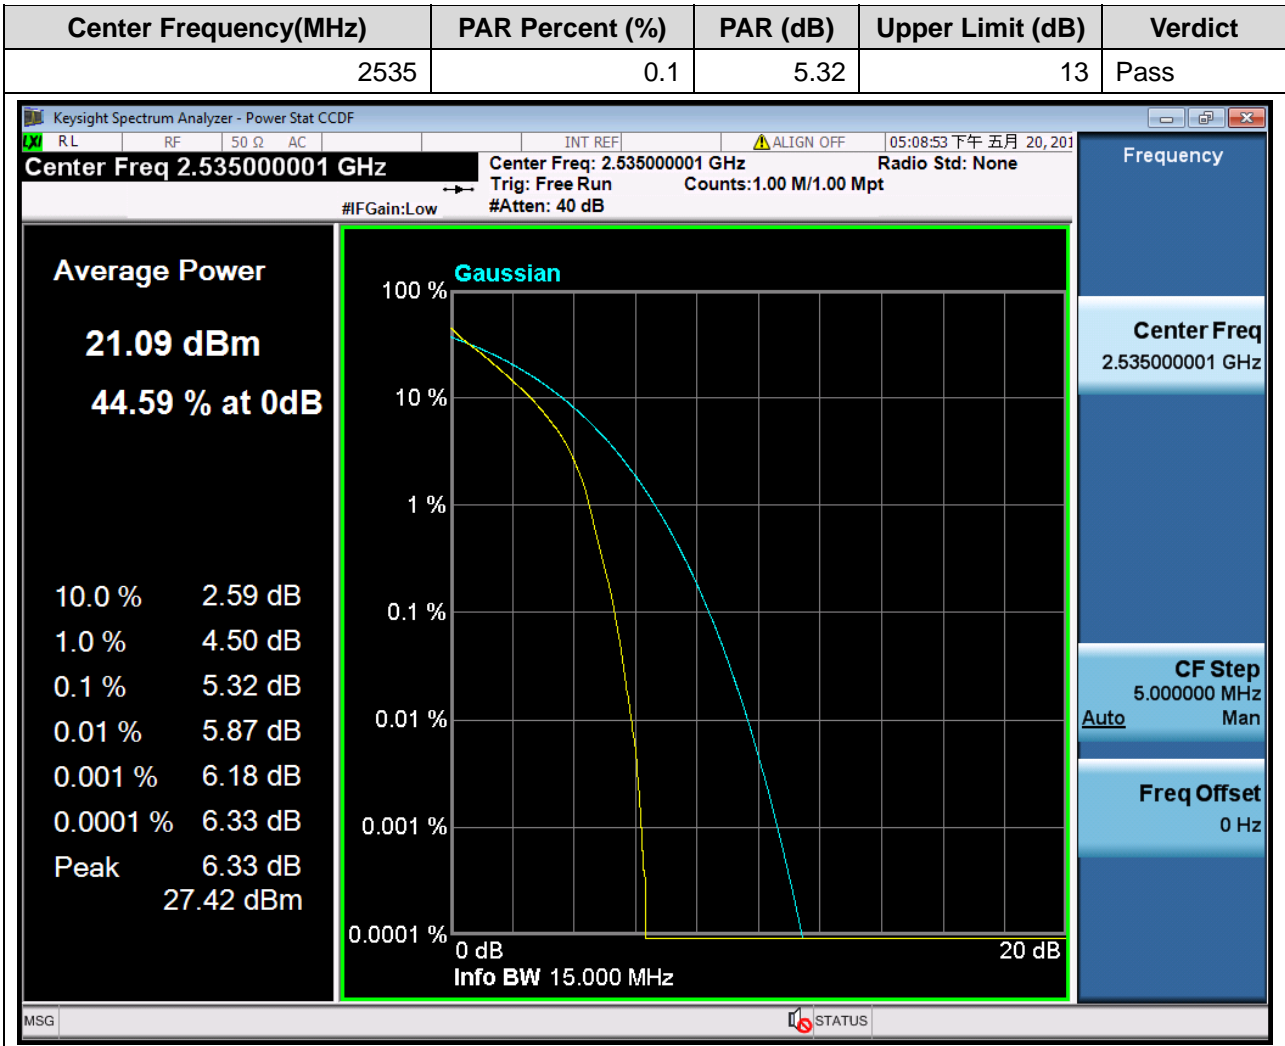 Center Frequency(MHz) PAR Percent (%) PAR (dB) Upper Limit (dB) Verdict
2535 0.1 5.32 13 Pass
Keysight Spectrum Analyzer - Power Stat CCDF
LXI RL RF 50 Ω AC INT REF ALIGN OFF 05:08:53 下午 五月 20, 201
Center Freq 2.535000001 GHz
Center Freq: 2.535000001 GHz Radio Std: None
Trig: Free Run Counts:1.00 M/1.00 Mpt
#IFGain:Low #Atten: 40 dB
Frequency
Average Power
21.09 dBm
44.59 % at 0dB
10.0 % 2.59 dB
1.0 % 4.50 dB
0.1 % 5.32 dB
0.01 % 5.87 dB
0.001 % 6.18 dB
0.0001 % 6.33 dB
Peak 6.33 dB
27.42 dBm
Gaussian
100 %
10 %
1 %
0.1 %
0.01 %
0.001 %
0.0001 %
0 dB 20 dB
Info BW 15.000 MHz
Center Freq
2.535000001 GHz
CF Step
5.000000 MHz
Auto Man
Freq Offset
0 Hz
MSG STATUS